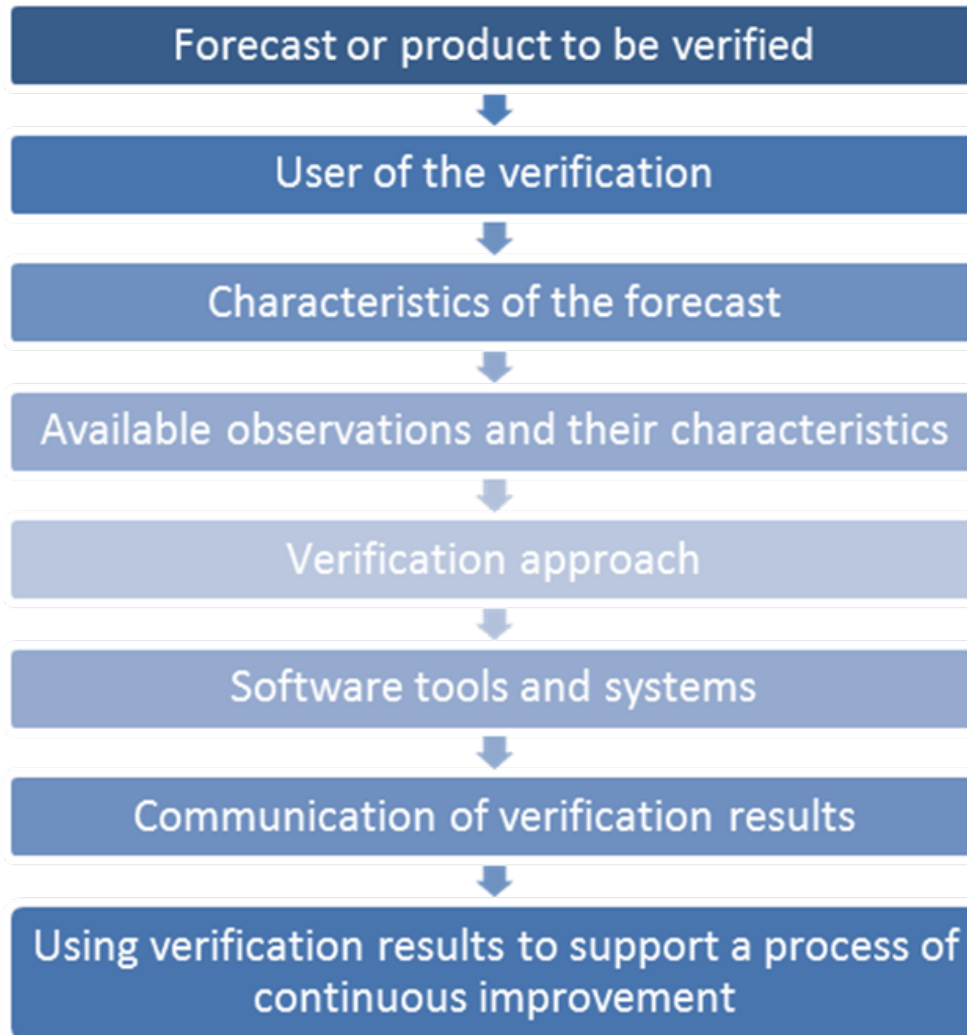 Forecast or product to be verified
User of the verification
Characteristics of the forecast
Available observations and their characteristics
Verification approach
Software tools and systems
Communication of verification results
Using verification results to support a process of
continuous improvement